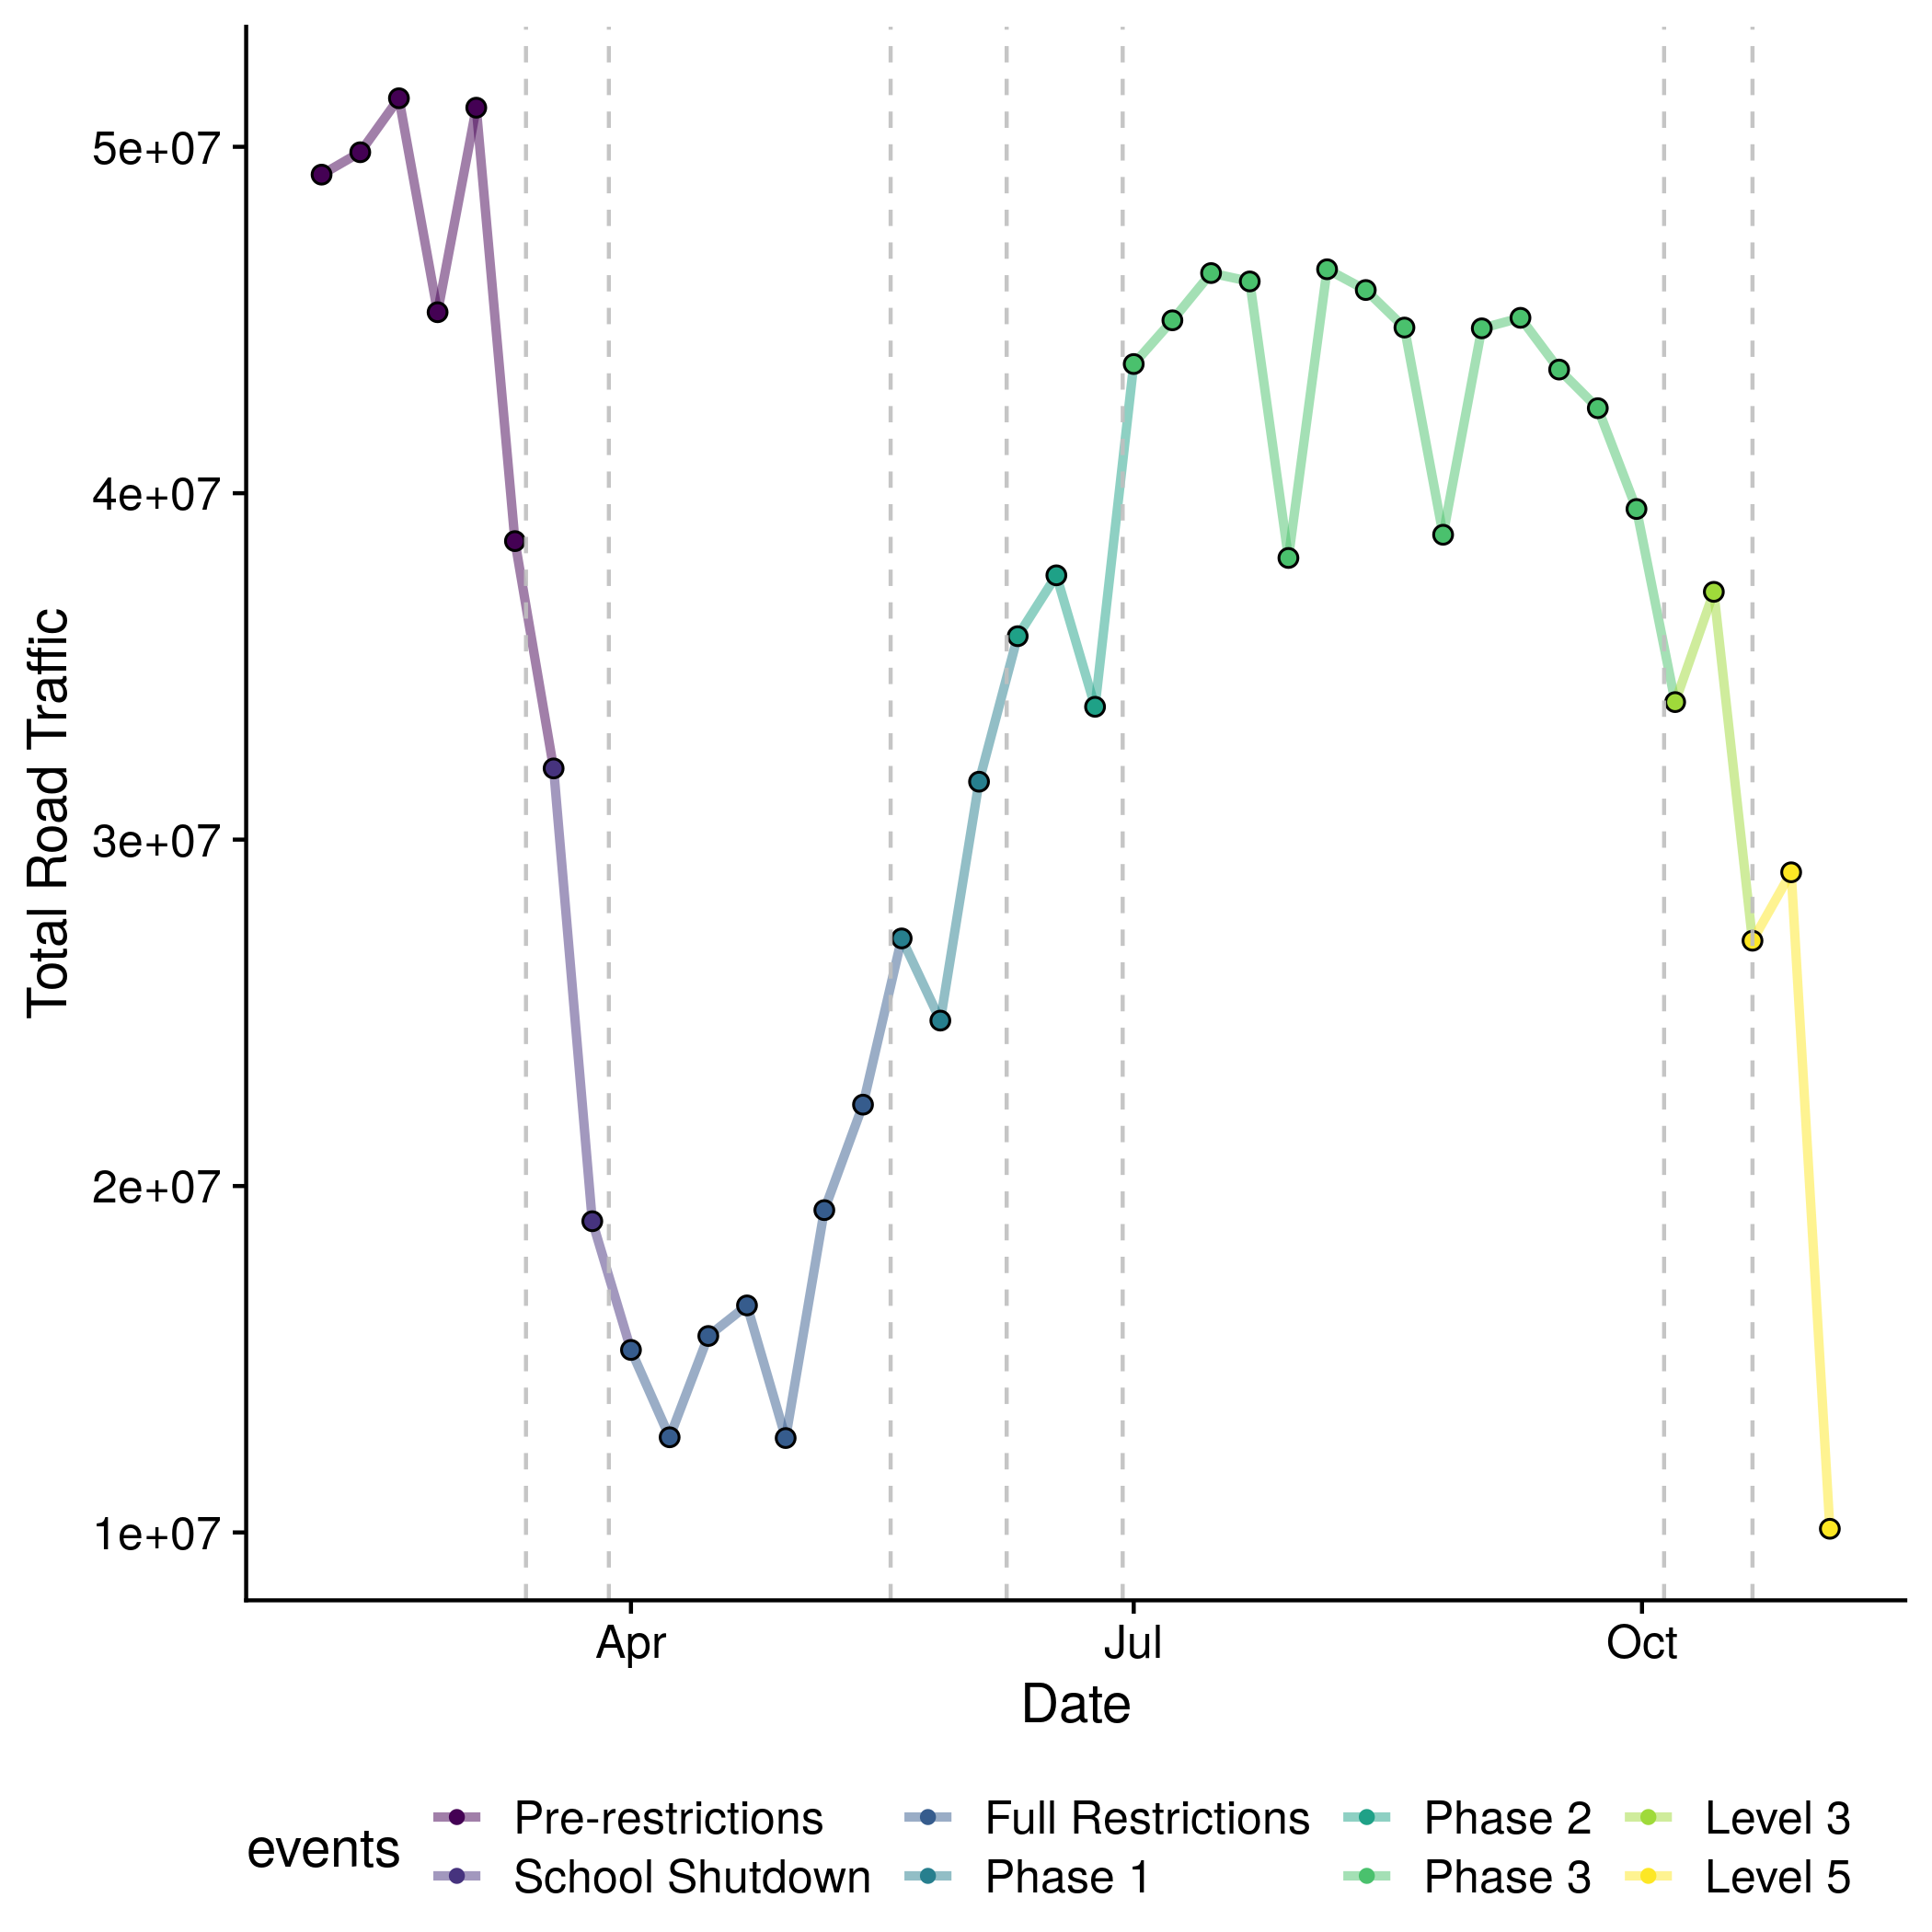 5e+07
4e+07
3e+07
2e+07
1e+07
Total Road Traffic
Apr Jul Oct
Date
events
Pre-restrictions Full Restrictions Phase 2 Level 3
School Shutdown Phase 1 Phase 3 Level 5